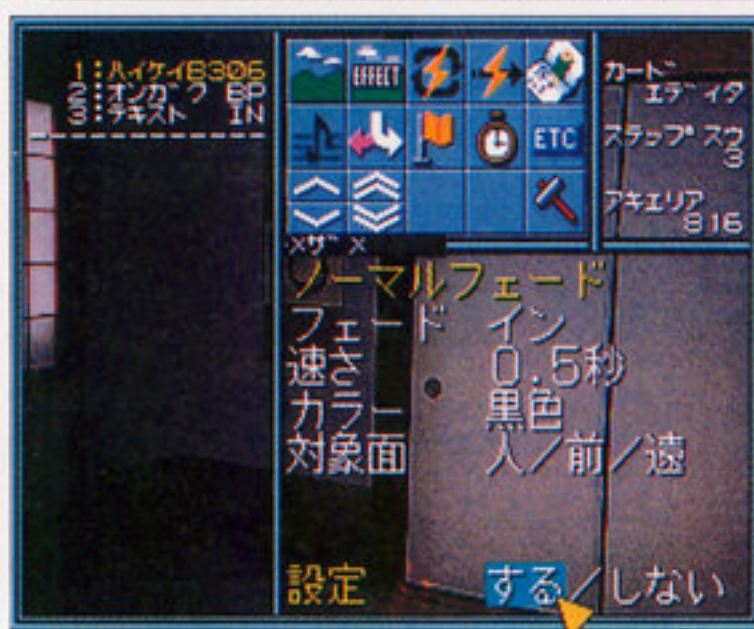 1:ハイケイB306
2:オンガク BP
3:テキスト IN
EFFECT
ETC
カード
エディタ
スラップ スウ
3
アキエリア
816
×ザ×
ノーマルフェード
フェード イン
速さ 0.5秒
カラー 黒色
対象面 人/前/遠
設定 する/しない